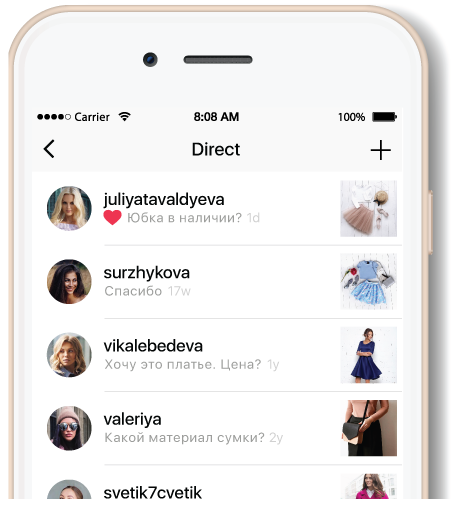 Carrier 8:08 AM 100%
Direct
juliyatavaldyeva
Юбка в наличии? 1d
surzhykova
Спасибо 17w
vikalebedeva
Хочу это платье. Цена? 1y
valeriya
Какой материал сумки? 2y
svetik7cvetik